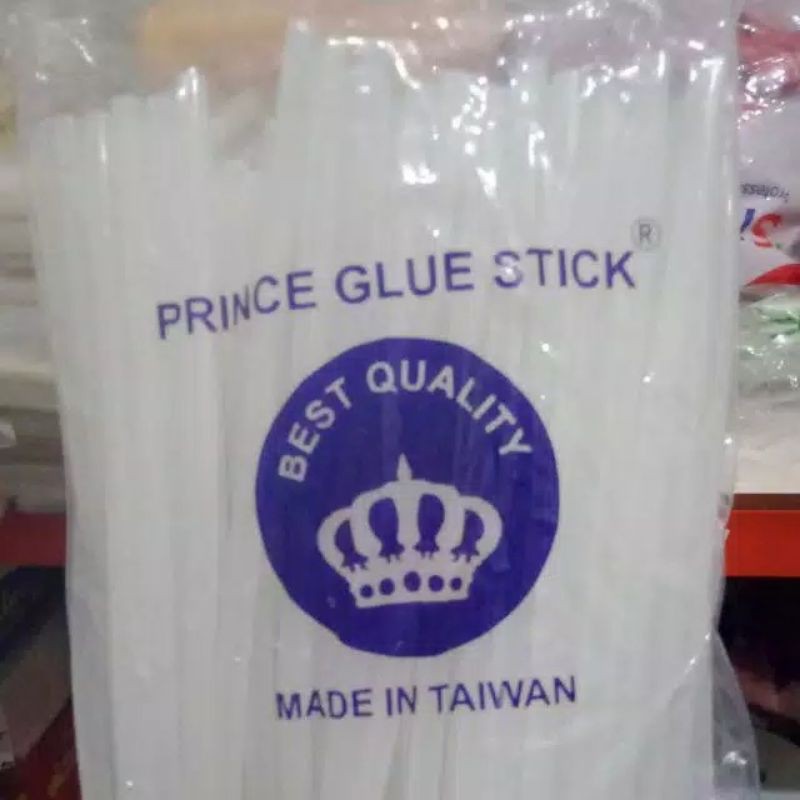 PRINCE GLUE STICK®
BEST QUALITY
MADE IN TAIWAN